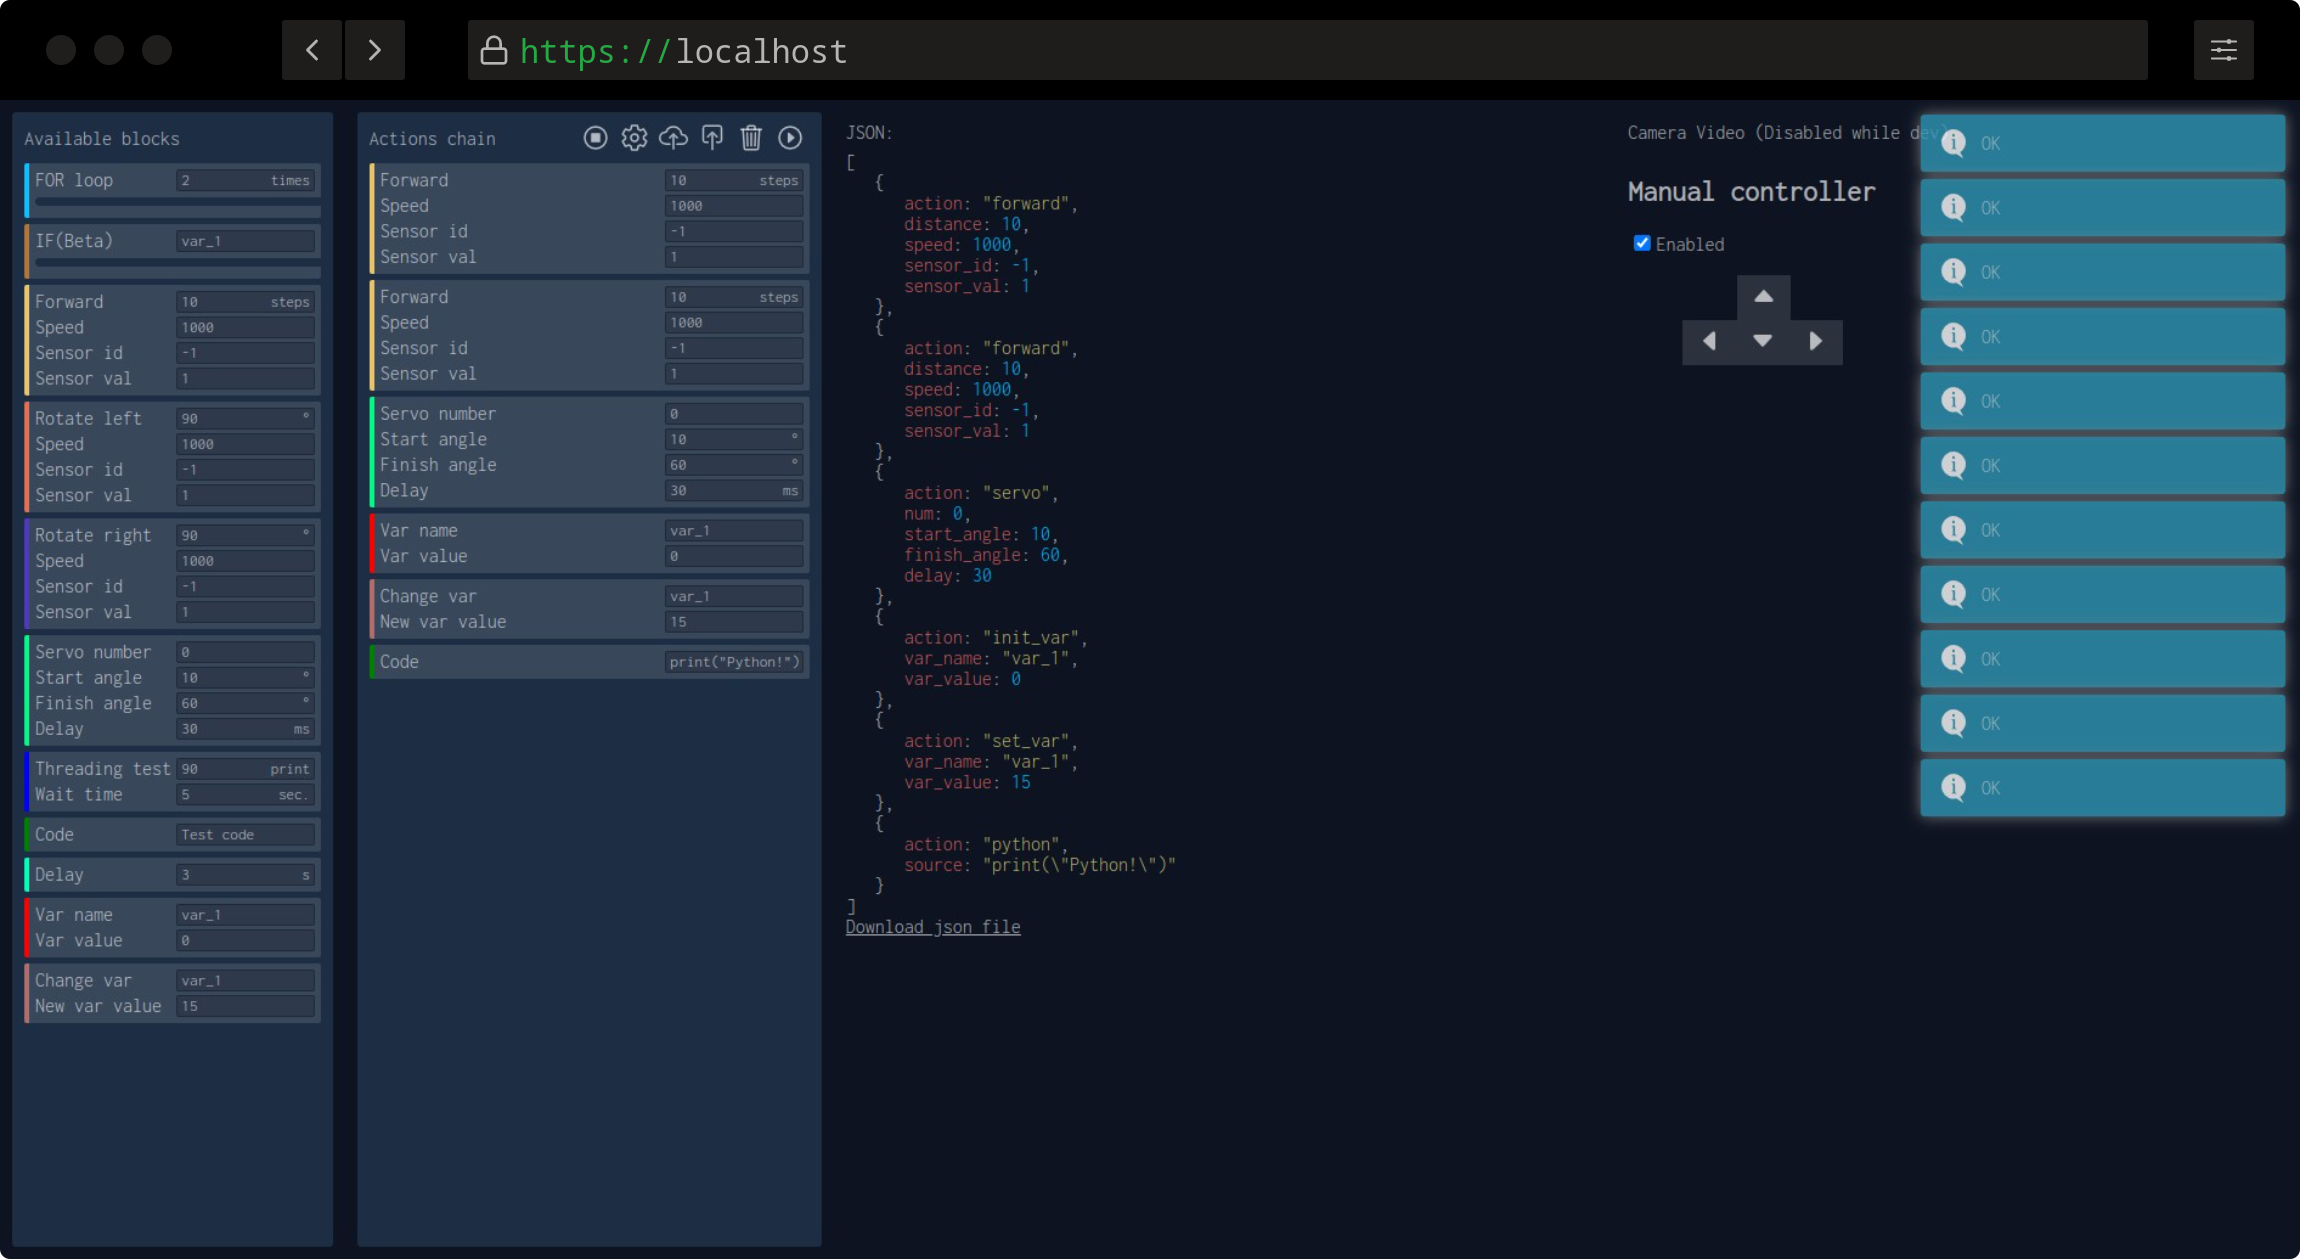 https://localhost
Available blocks
FOR loop 2 times
IF(Beta) var_1
Forward 10 steps
Speed 1000
Sensor id -1
Sensor val 1
Rotate left 90 °
Speed 1000
Sensor id -1
Sensor val 1
Rotate right 90 °
Speed 1000
Sensor id -1
Sensor val 1
Servo number 0
Start angle 10 °
Finish angle 60 °
Delay 30 ms
Threading test 90 print
Wait time 5 sec.
Code Test code
Delay 3 s
Var name var_1
Var value 0
Change var var_1
New var value 15
Actions chain
Forward 10 steps
Speed 1000
Sensor id -1
Sensor val 1
Forward 10 steps
Speed 1000
Sensor id -1
Sensor val 1
Servo number 0
Start angle 10 °
Finish angle 60 °
Delay 30 ms
Var name var_1
Var value 0
Change var var_1
New var value 15
Code print("Python!")
JSON:
[
{
action: "forward",
distance: 10,
speed: 1000,
sensor_id: -1,
sensor_val: 1
},
{
action: "forward",
distance: 10,
speed: 1000,
sensor_id: -1,
sensor_val: 1
},
{
action: "servo",
num: 0,
start_angle: 10,
finish_angle: 60,
delay: 30
},
{
action: "init_var",
var_name: "var_1",
var_value: 0
},
{
action: "set_var",
var_name: "var_1",
var_value: 15
},
{
action: "python",
source: "print(\"Python!\")"
}
]
Download json file
Camera Video (Disabled while dev)
Manual controller
Enabled
OK
OK
OK
OK
OK
OK
OK
OK
OK
OK
OK